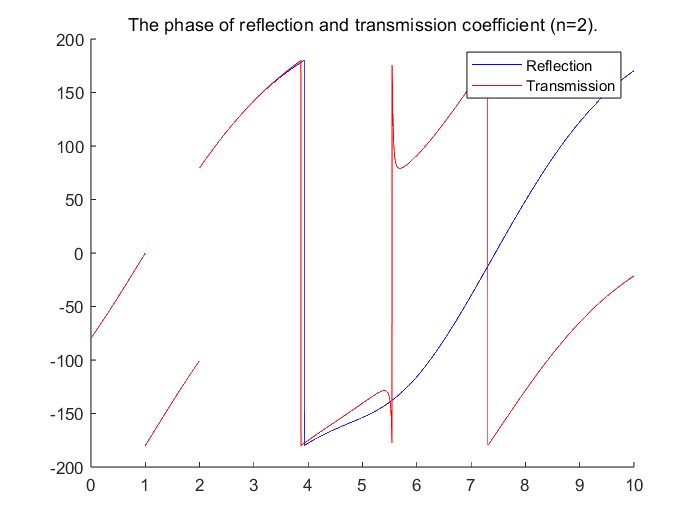 The phase of reflection and transmission coefficient (n=2).
Reflection
Transmission
200
150
100
50
0
-50
-100
-150
-200
0 1 2 3 4 5 6 7 8 9 10